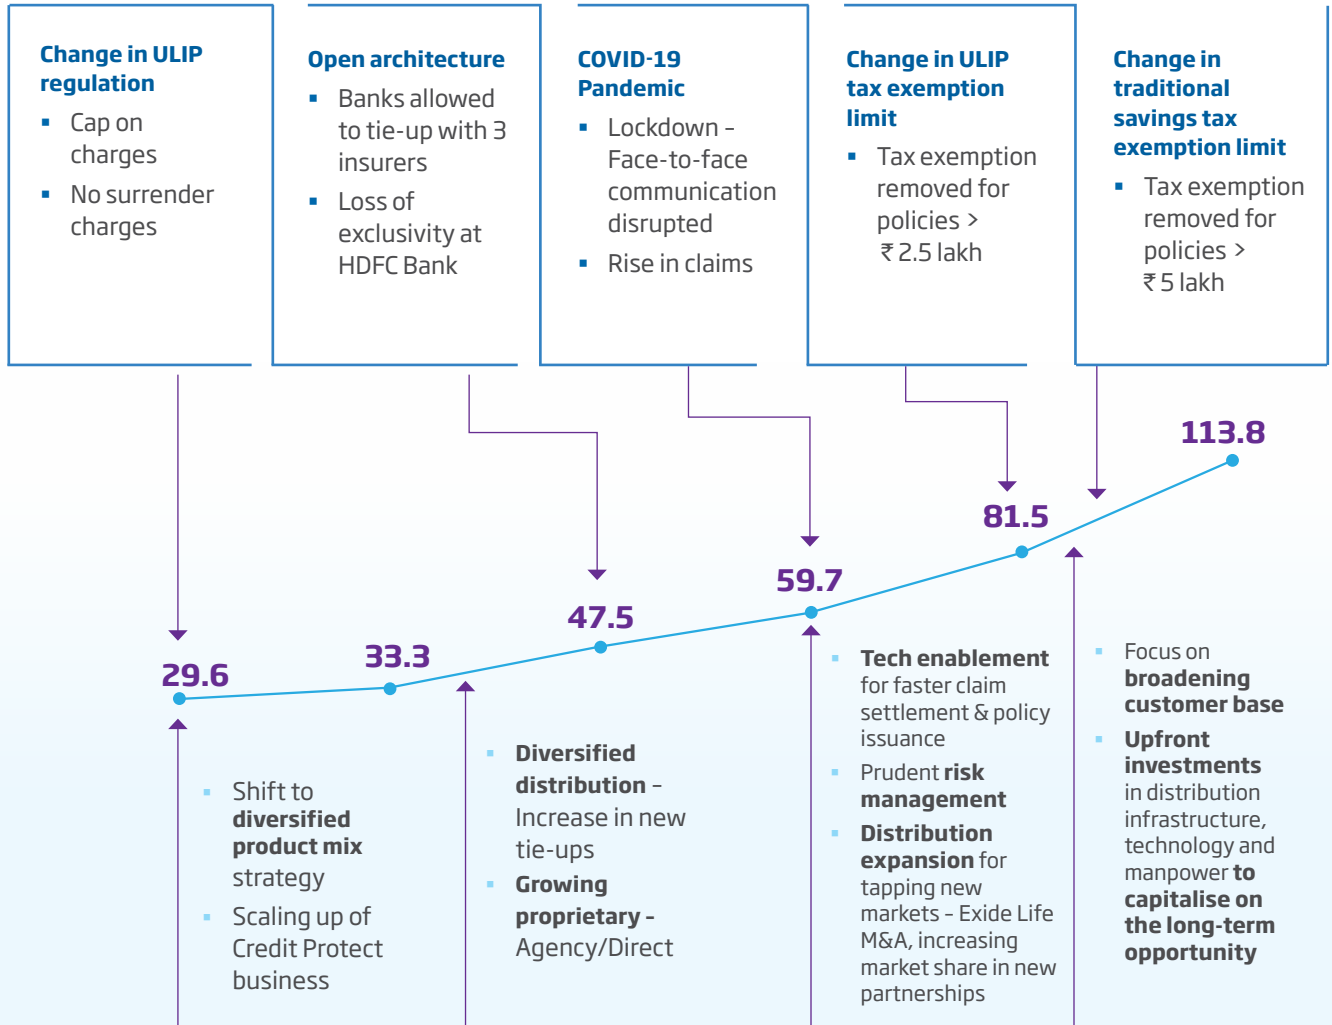 Change in ULIP
regulation
▪ Cap on
charges
▪ No surrender
charges
Open architecture
▪ Banks allowed
to tie-up with 3
insurers
▪ Loss of
exclusivity at
HDFC Bank
COVID-19
Pandemic
▪ Lockdown –
Face-to-face
communication
disrupted
▪ Rise in claims
Change in ULIP
tax exemption
limit
▪ Tax exemption
removed for
policies >
₹ 2.5 lakh
Change in
traditional
savings tax
exemption limit
▪ Tax exemption
removed for
policies >
₹ 5 lakh
29.6
33.3
47.5
59.7
81.5
113.8
▪ Shift to
diversified
product mix
strategy
▪ Scaling up of
Credit Protect
business
▪ Diversified
distribution –
Increase in new
tie-ups
▪ Growing
proprietary –
Agency/Direct
▪ Tech enablement
for faster claim
settlement & policy
issuance
▪ Prudent risk
management
▪ Distribution
expansion for
tapping new
markets – Exide Life
M&A, increasing
market share in new
partnerships
▪ Focus on
broadening
customer base
▪ Upfront
investments
in distribution
infrastructure,
technology and
manpower to
capitalise on
the long-term
opportunity